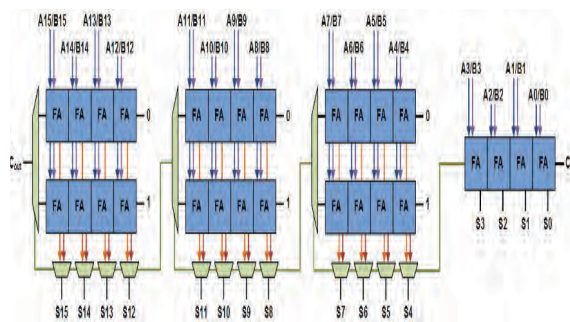 A15/B15 A13/B13
A14/B14 A12/B12
A11/B11 A9/B9
A10/B10 A8/B8
A7/B7 A5/B5
A6/B6 A4/B4
A3/B3 A1/B1
A2/B2 A0/B0
FA FA FA FA 0
FA FA FA FA 0
FA FA FA FA 0
Cout
FA FA FA FA C
FA FA FA FA 1
FA FA FA FA 1
FA FA FA FA 1
S3 S2 S1 S0
S15 S14 S13 S12
S11 S10 S9 S8
S7 S6 S5 S4